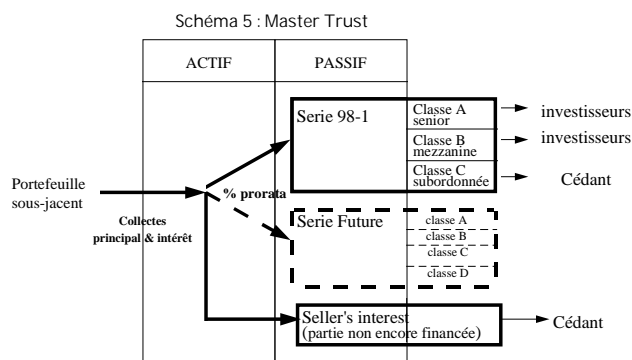 Schéma 5 : Master Trust
ACTIF
PASSIF
Portefeuille
sous-jacent
Collectes
principal & intérêt
% prorata
Serie 98-1
Classe A
senior
Classe B
mezzanine
Classe C
subordonnée
investisseurs
investisseurs
Cédant
Serie Future
classe A
classe B
classe C
classe D
Seller's interest
(partie non encore financée)
Cédant